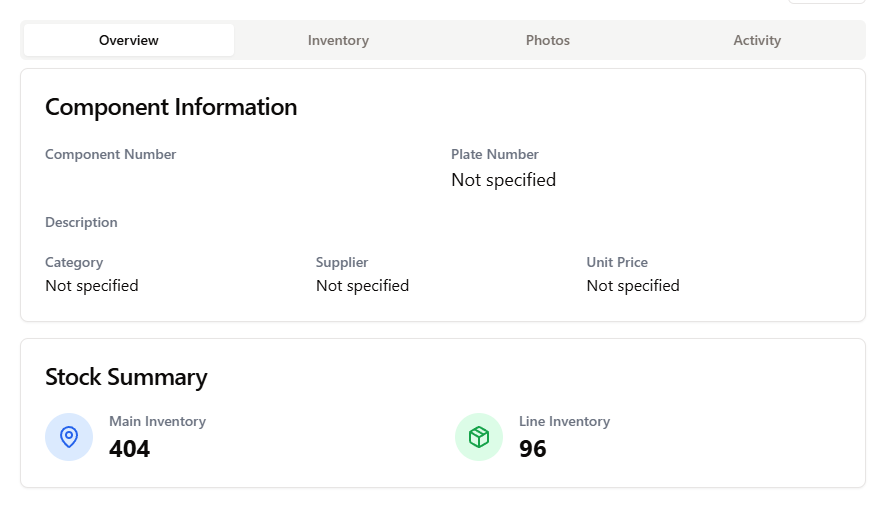 Overview Inventory Photos Activity
Component Information
Component Number Plate Number
Not specified
Description
Category Supplier Unit Price
Not specified Not specified Not specified
Stock Summary
Main Inventory Line Inventory
404 96